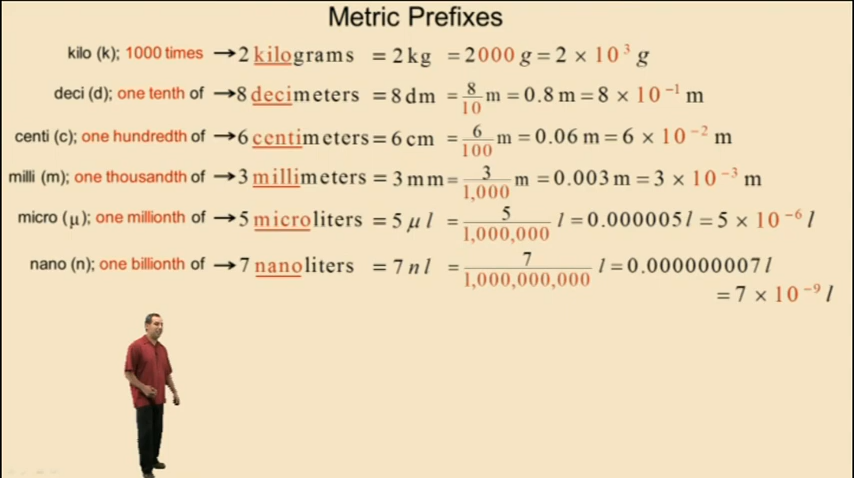 Metric Prefixes
kilo (k); 1000 times →2 kilograms = 2 kg = 2000 g = 2 × 10³ g
deci (d); one tenth of →8 decimeters = 8 dm = 8/10 m = 0.8 m = 8 × 10⁻¹ m
centi (c); one hundredth of →6 centimeters = 6 cm = 6/100 m = 0.06 m = 6 × 10⁻² m
milli (m); one thousandth of →3 millimeters = 3 mm = 3/1,000 m = 0.003 m = 3 × 10⁻³ m
micro (μ); one millionth of →5 microliters = 5 μl = 5/1,000,000 l = 0.000005 l = 5 × 10⁻⁶ l
nano (n); one billionth of →7 nanoliters = 7 nl = 7/1,000,000,000 l = 0.000000007 l
= 7 × 10⁻⁹ l